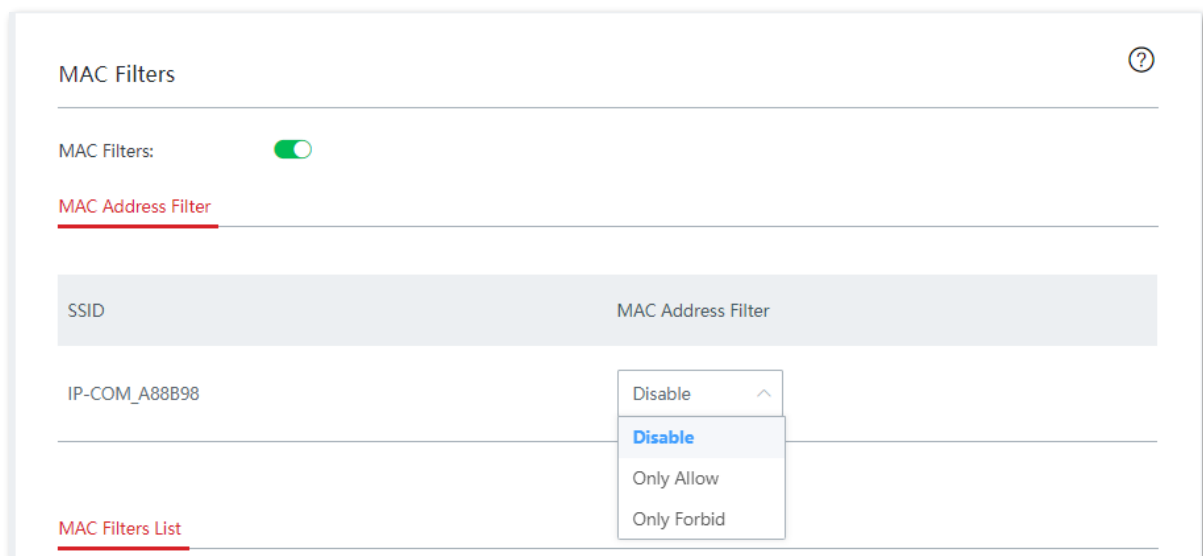 MAC Filters
?
MAC Filters:
MAC Address Filter
SSID MAC Address Filter
IP-COM_A88B98 Disable
Disable
Only Allow
Only Forbid
MAC Filters List